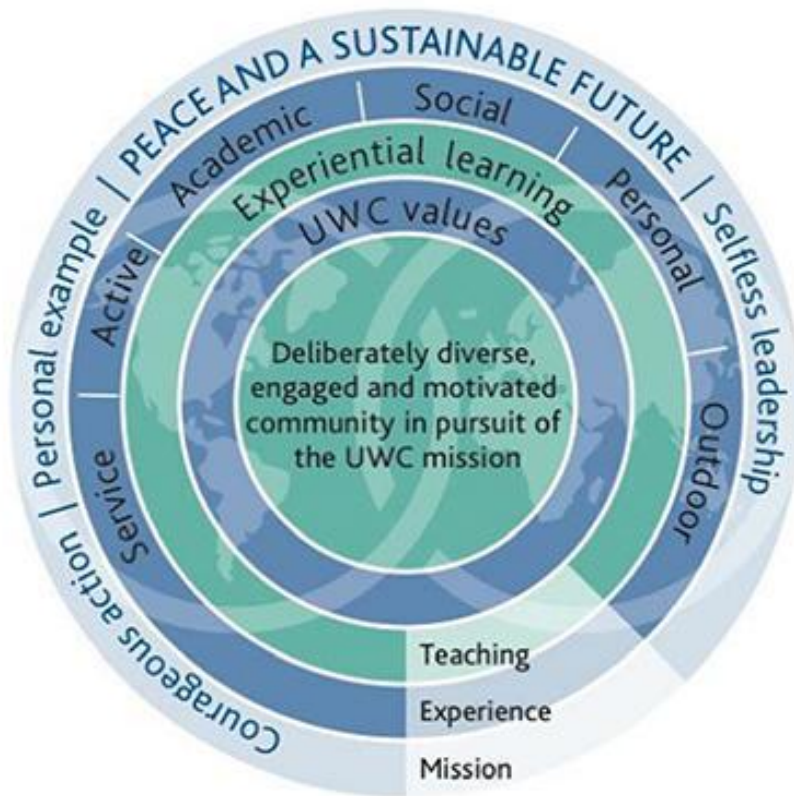 Courageous action | Personal example | PEACE AND A SUSTAINABLE FUTURE | Selfless leadership
Service | Active | Academic | Social | Personal | Outdoor
Experiential learning
UWC values
Deliberately diverse,
engaged and motivated
community in pursuit of
the UWC mission
Teaching
Experience
Mission